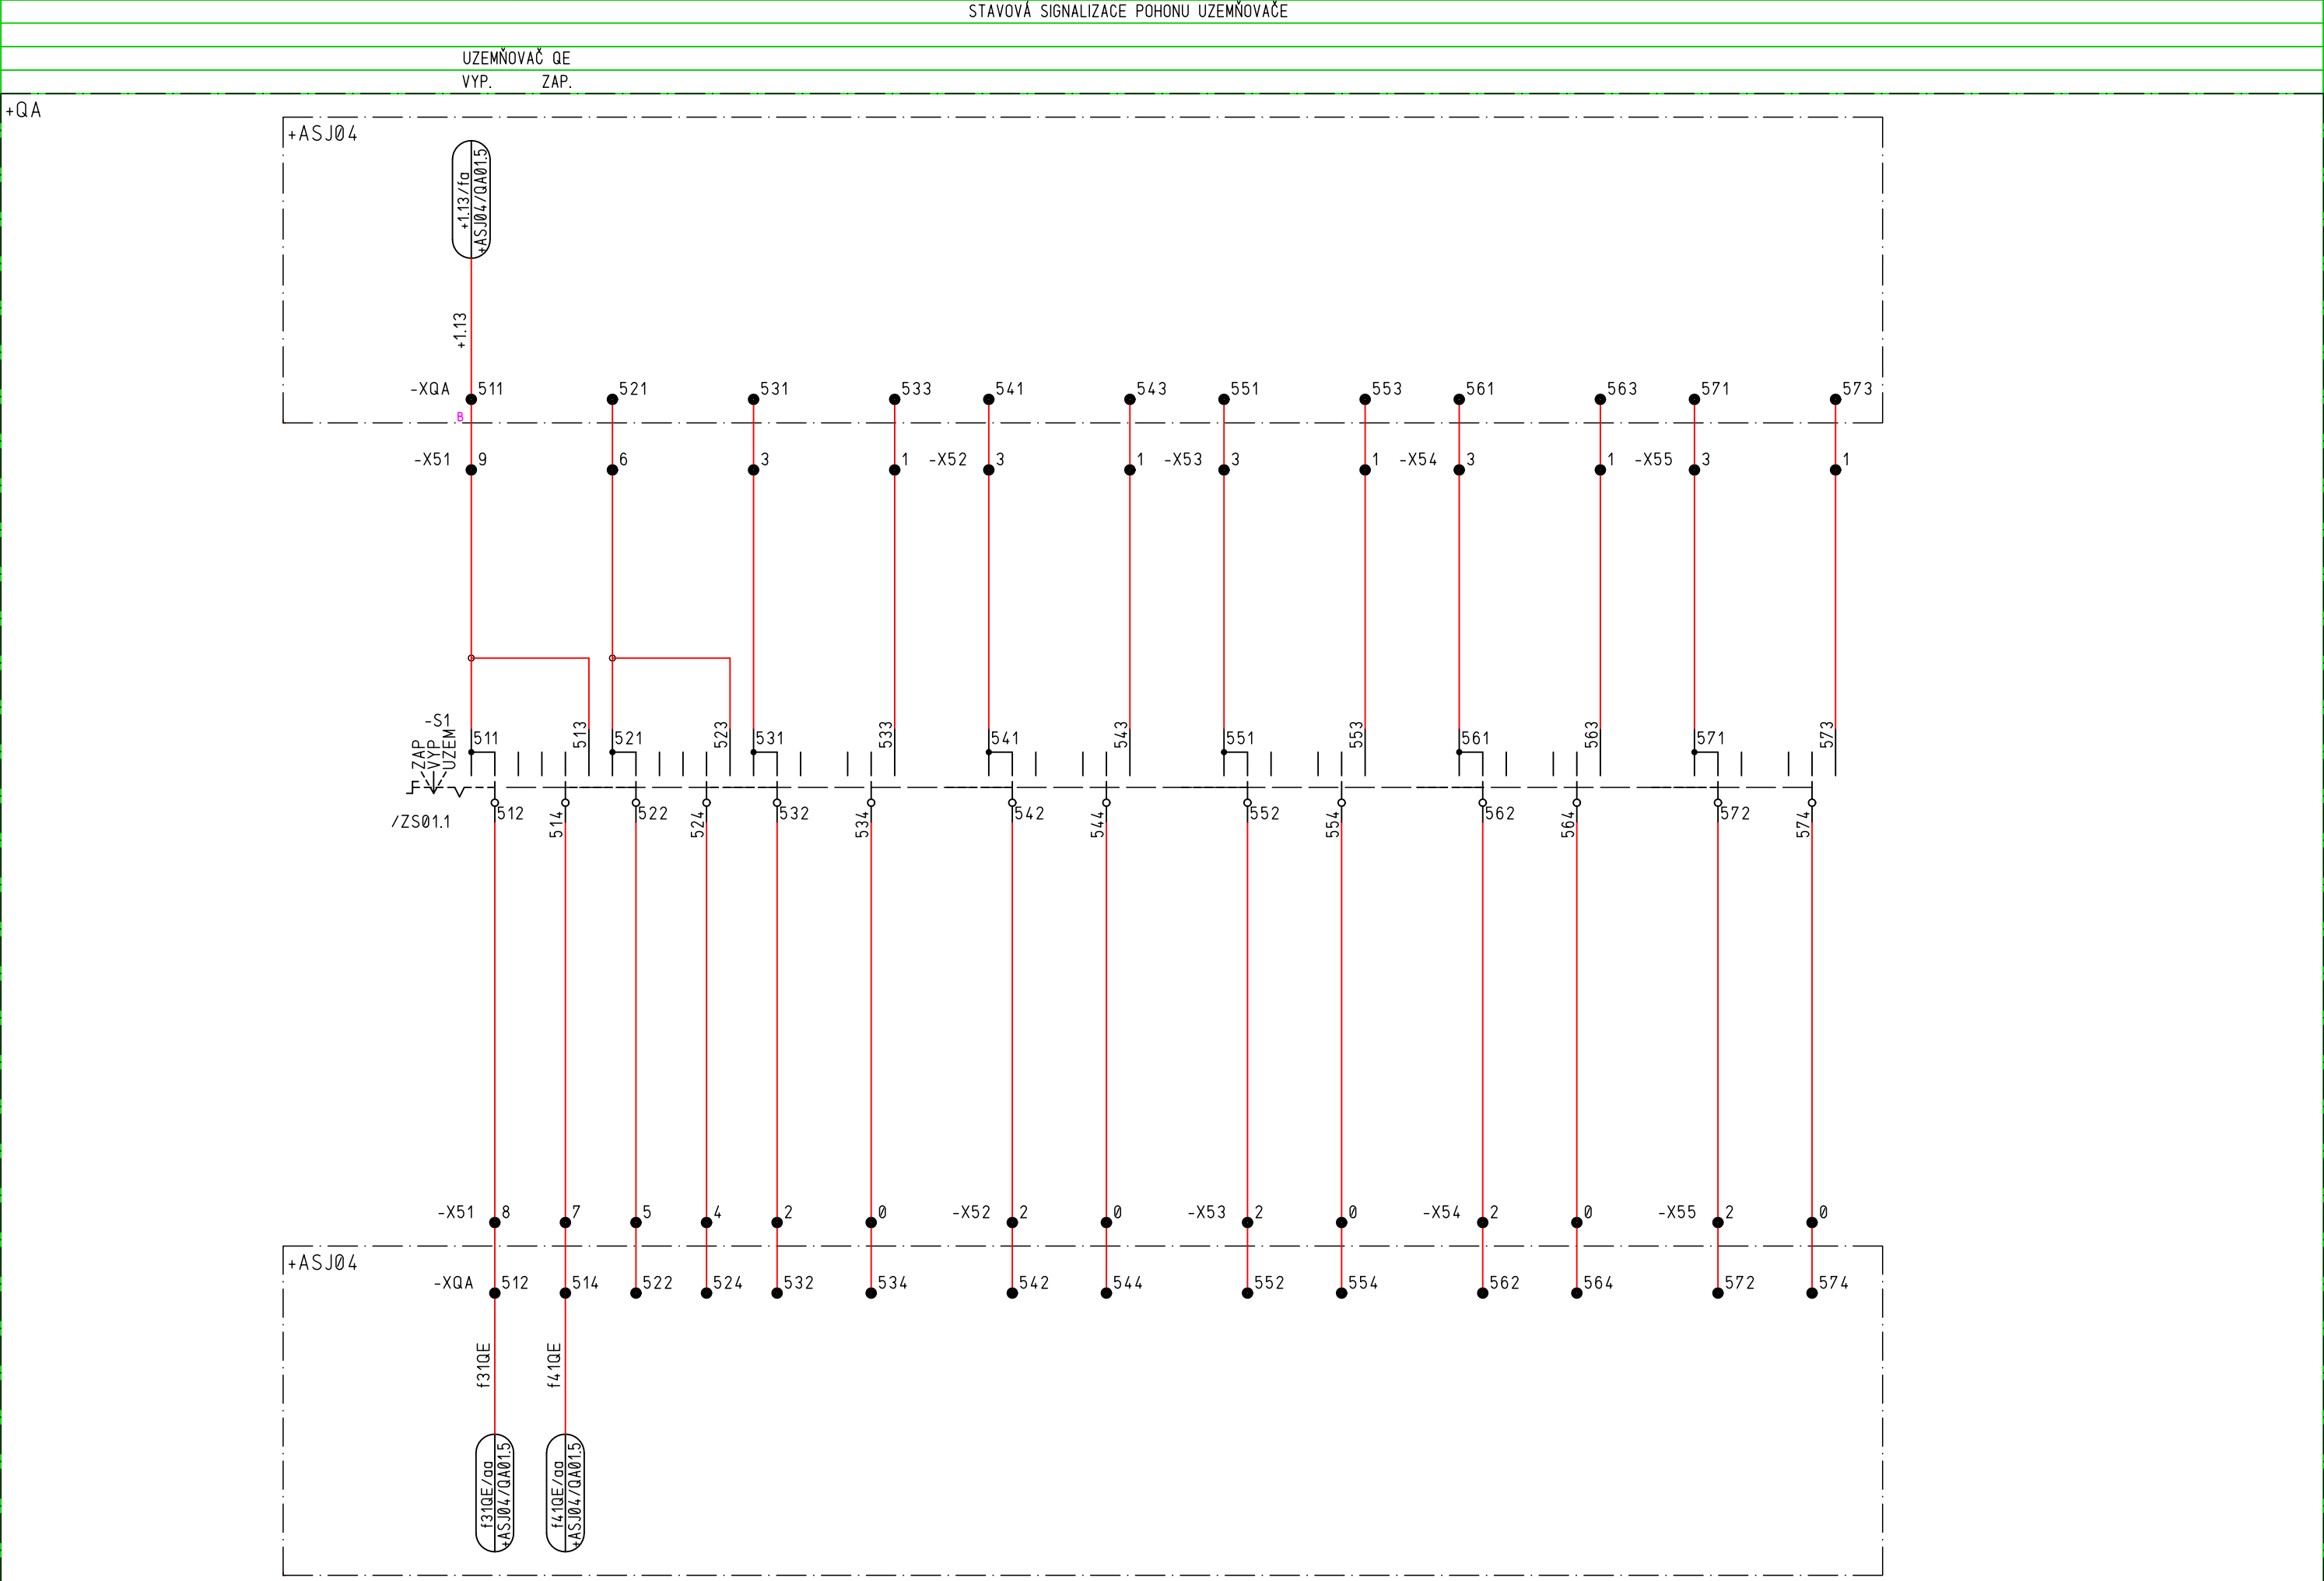 STAVOVÁ SIGNALIZACE POHONU UZEMŇOVAČE
UZEMŇOVAČ QE
VYP. ZAP.
+QA
+ASJ04
+1.13/fa
+ASJ04/QA01.5
+1.13
-XQA 511 521 531 533 541 543 551 553 561 563 571 573
B
-X51 9 6 3 1 -X52 3 1 -X53 3 1 -X54 3 1 -X55 3 1
-S1
ZAP
VYP
UZEM
511 513 521 523 531 533 541 543 551 553 561 563 571 573
/ZS01.1
512 514 522 524 532 534 542 544 552 554 562 564 572 574
-X51 8 7 5 4 2 0 -X52 2 0 -X53 2 0 -X54 2 0 -X55 2 0
+ASJ04
-XQA 512 514 522 524 532 534 542 544 552 554 562 564 572 574
f31QE f41QE
f31QE/aa
+ASJ04/QA01.5
f41QE/aa
+ASJ04/QA01.5